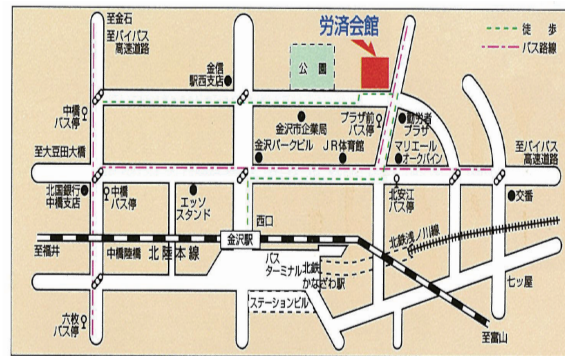 至金石
至バイパス
高速道路
労済会館
徒歩
バス路線
公園
金信
駅西支店
中橋
バス停
金沢市企業局
プラザ前
バス停
勤労者
プラザ
至大豆田大橋
金沢パークビル
JR体育館
マリエール
オークパイン
至バイパス
高速道路
北国銀行
中橋支店
中橋
バス停
エッソ
スタンド
北安江
バス停
交番
西口
北鉄浅ノ川線
至福井
中橋陸橋
北陸本線
金沢駅
バス
ターミナル
北鉄
かなざわ駅
七ッ屋
ステーションビル
六枚
バス停
至富山